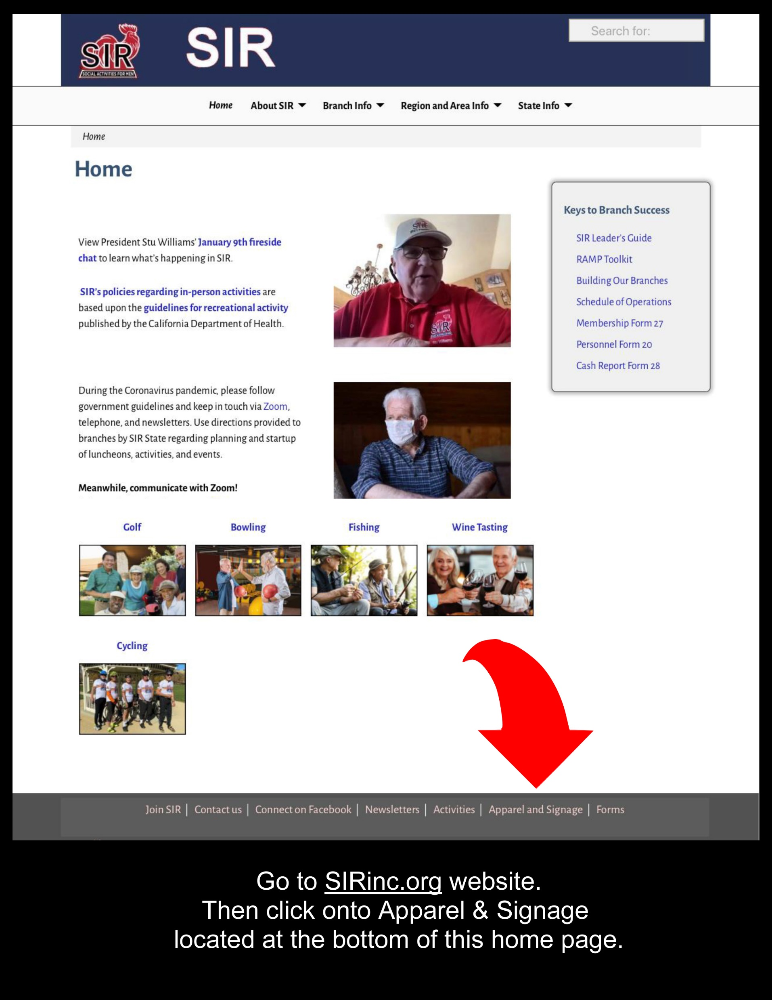 SIR
SOCIAL ACTIVITIES FOR MEN
SIR
Search for:
Home About SIR Branch Info Region and Area Info State Info
Home
Home
View President Stu Williams' January 9th fireside
chat to learn what's happening in SIR.
SIR's policies regarding in-person activities are
based upon the guidelines for recreational activity
published by the California Department of Health.
SIR
Keys to Branch Success
SIR Leader's Guide
RAMP Toolkit
Building Our Branches
Schedule of Operations
Membership Form 27
Personnel Form 20
Cash Report Form 28
During the Coronavirus pandemic, please follow
government guidelines and keep in touch via Zoom,
telephone, and newsletters. Use directions provided to
branches by SIR State regarding planning and startup
of luncheons, activities, and events.
Meanwhile, communicate with Zoom!
Golf Bowling Fishing Wine Tasting
Cycling
Join SIR | Contact us | Connect on Facebook | Newsletters | Activities | Apparel and Signage | Forms
Go to SIRinc.org website.
Then click onto Apparel & Signage
located at the bottom of this home page.